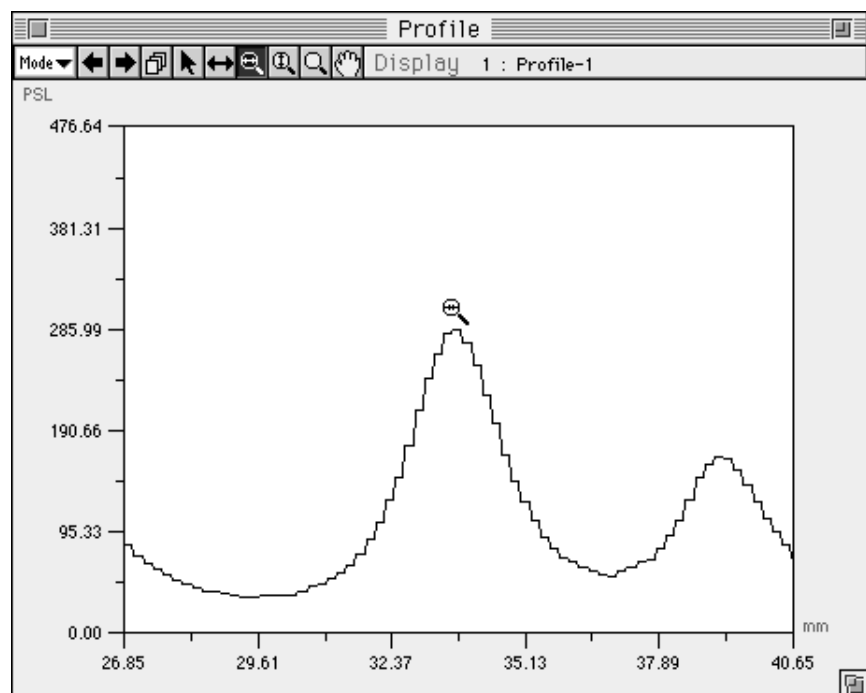 Profile
Mode Display 1 : Profile-1
PSL
476.64
381.31
285.99
190.66
95.33
0.00
mm
26.85 29.61 32.37 35.13 37.89 40.65